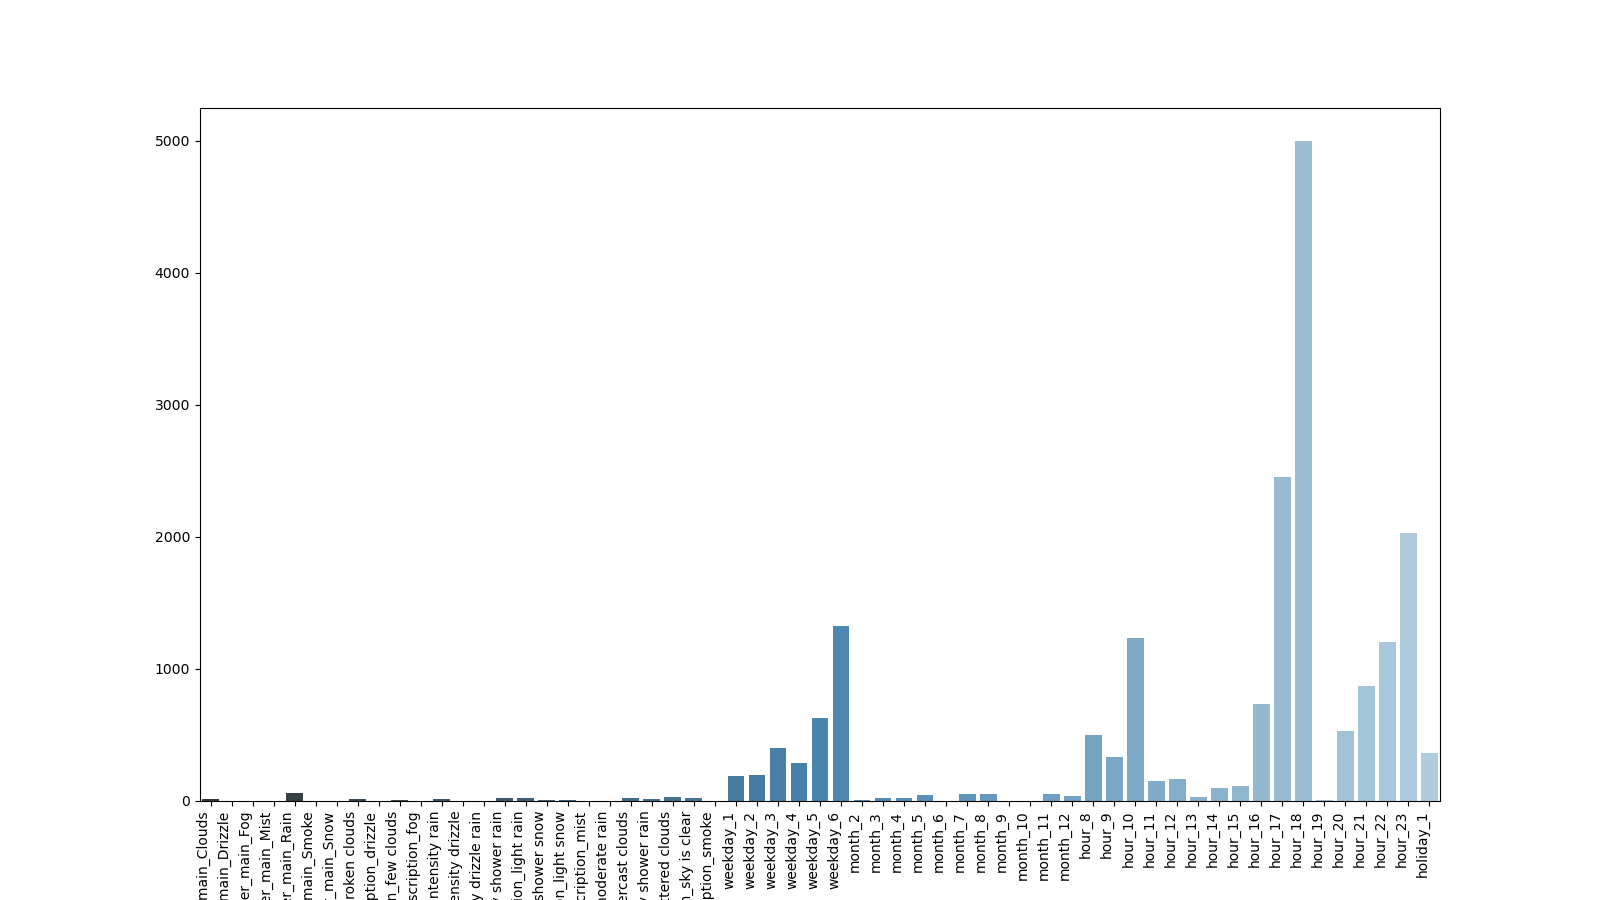 5000
4000
3000
2000
1000
0
main_Clouds
main_Drizzle
er_main_Fog
er_main_Mist
er_main_Rain
main_Smoke
_main_Snow
roken clouds
ption_drizzle
n_few clouds
scription_fog
ntensity rain
ensity drizzle
y drizzle rain
shower rain
ion_light rain
shower snow
on_light snow
cription_mist
moderate rain
ercast clouds
shower rain
ttered clouds
_sky is clear
ption_smoke
weekday_1
weekday_2
weekday_3
weekday_4
weekday_5
weekday_6
month_2
month_3
month_4
month_5
month_6
month_7
month_8
month_9
month_10
month_11
month_12
hour_8
hour_9
hour_10
hour_11
hour_12
hour_13
hour_14
hour_15
hour_16
hour_17
hour_18
hour_19
hour_20
hour_21
hour_22
hour_23
holiday_1